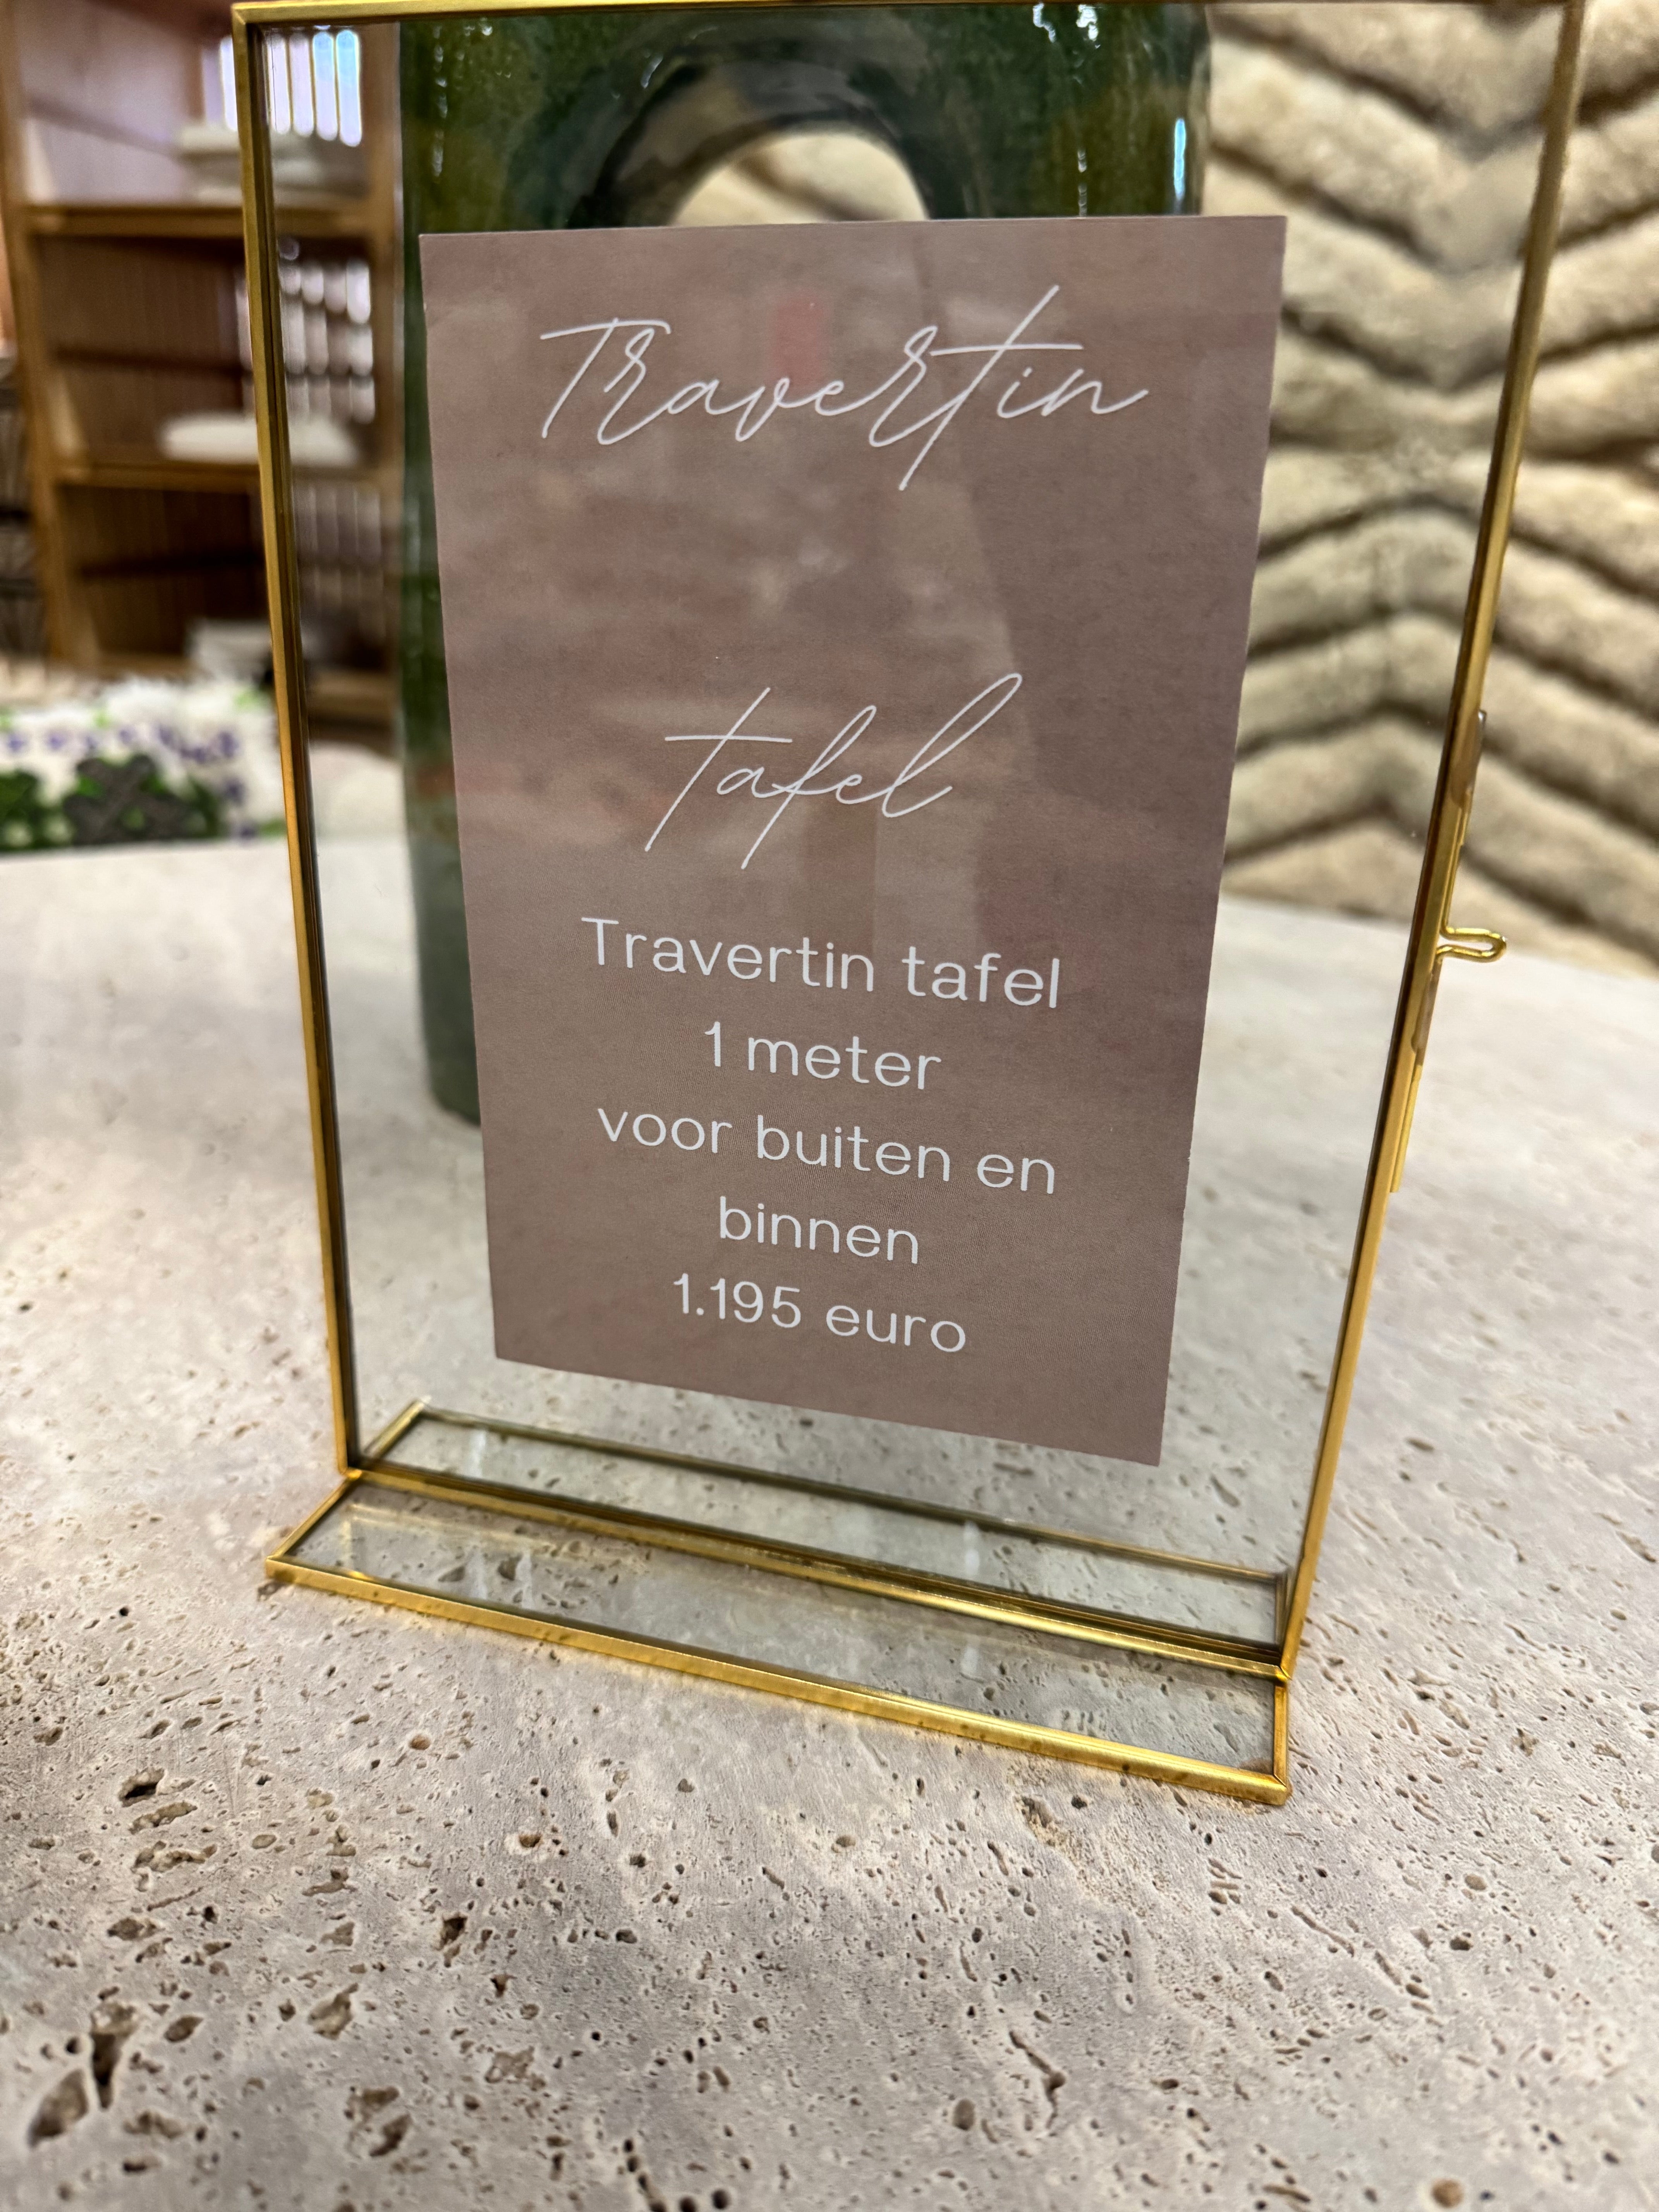 Travertin
tafel
Travertin tafel
1 meter
voor buiten en
binnen
1.195 euro